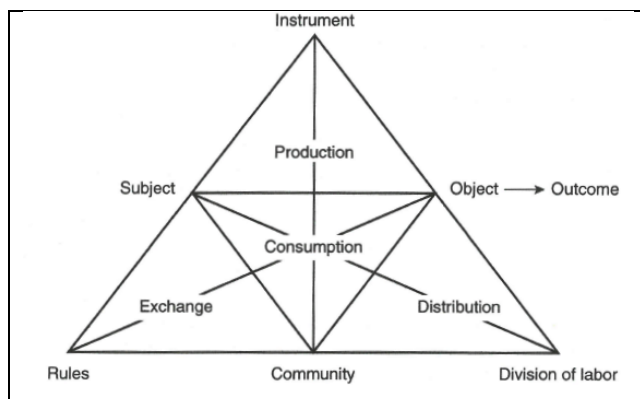 Instrument
Production
Subject
Object → Outcome
Consumption
Exchange
Distribution
Rules
Community
Division of labor